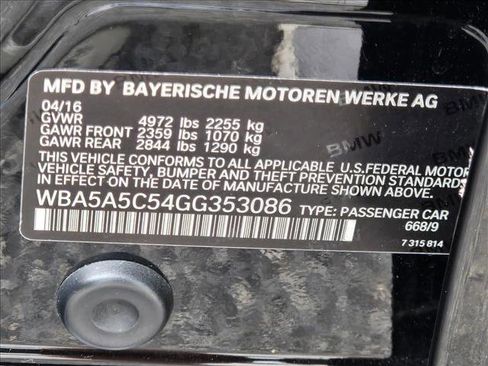 MFD BY BAYERISCHE MOTOREN WERKE AG
04/16
GVWR 4972 lbs 2255 kg
GAWR FRONT 2359 lbs 1070 kg
GAWR REAR 2844 lbs 1290 kg
THIS VEHICLE CONFORMS TO ALL APPLICABLE U.S. FEDERAL MOTOR
VEHICLE SAFETY, BUMPER AND THEFT PREVENTION STANDARDS IN
EFFECT ON THE DATE OF MANUFACTURE SHOWN ABOVE.
WBA5A5C54GG353086 TYPE: PASSENGER CAR
668/9
7 315 814
BMW
BMW